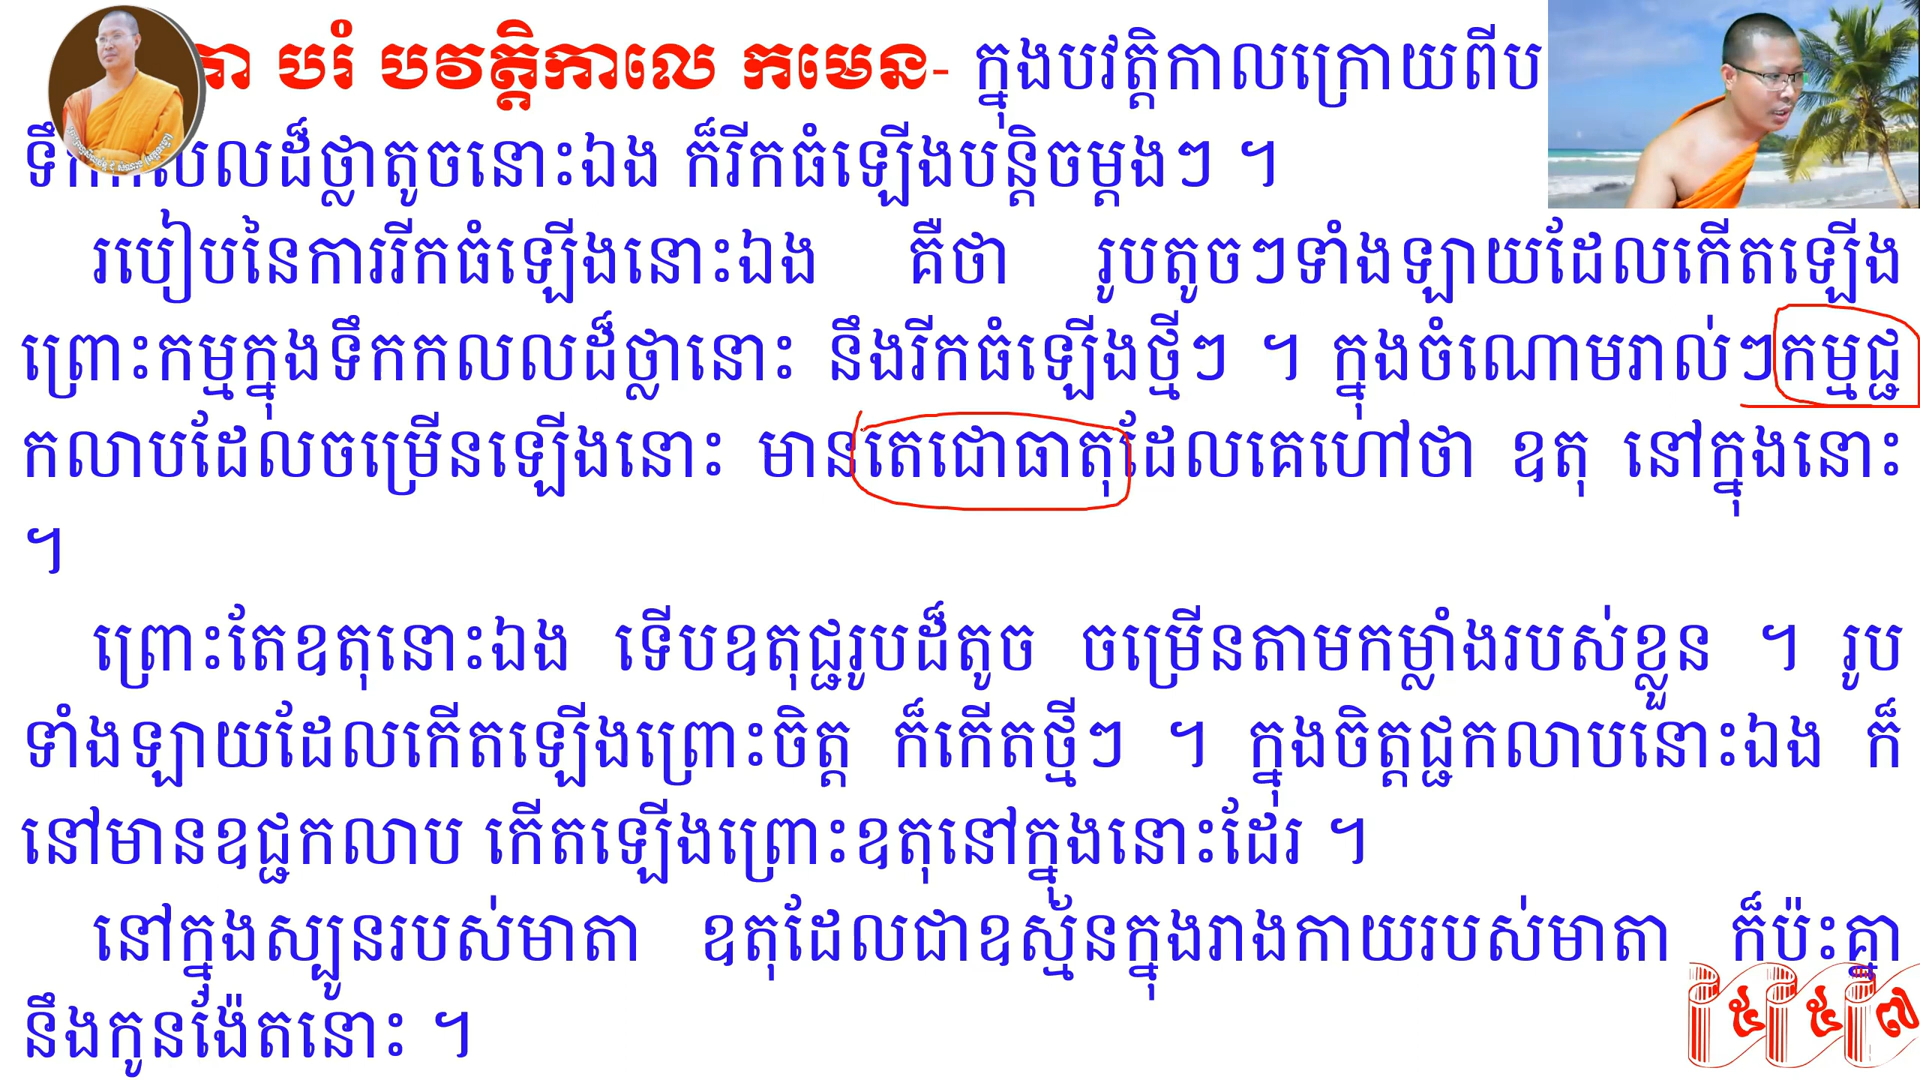 បរំ បវត្តិកាលេ កមេន- ក្នុងបវត្តិកាលក្រោយពីប
ដ៏ថ្លាតូចនោះឯង ក៏រីកធំឡើងបន្តិចម្ដងៗ ។
របៀបនៃការរីកធំឡើងនោះឯង គឺថា រូបតូចៗទាំងឡាយដែលកើតឡើង
ព្រោះកម្មក្នុងទឹកកលលដ៏ថ្លានោះ នឹងរីកធំឡើងថ្មីៗ ។ ក្នុងចំណោមរាល់ៗកម្មជ្ជ
កលាបដែលចម្រើនឡើងនោះ មានតេជោធាតុដែលគេហៅថា ឧតុ នៅក្នុងនោះ
។
ព្រោះតែឧតុនោះឯង ទើបឧតុជ្ជរូបដ៏តូច ចម្រើនតាមកម្លាំងរបស់ខ្លួន ។ រូប
ទាំងឡាយដែលកើតឡើងព្រោះចិត្ត ក៏កើតថ្មីៗ ។ ក្នុងចិត្តជ្ជកលាបនោះឯង ក៏
នៅមានឧជ្ជកលាប កើតឡើងព្រោះឧតុនៅក្នុងនោះដែរ ។
នៅក្នុងស្បូនរបស់មាតា ឧតុដែលជាឧស្ម័នក្នុងរាងកាយរបស់មាតា ក៏ប៉ះគ្នា
នឹងកូនង៉ែតនោះ ។